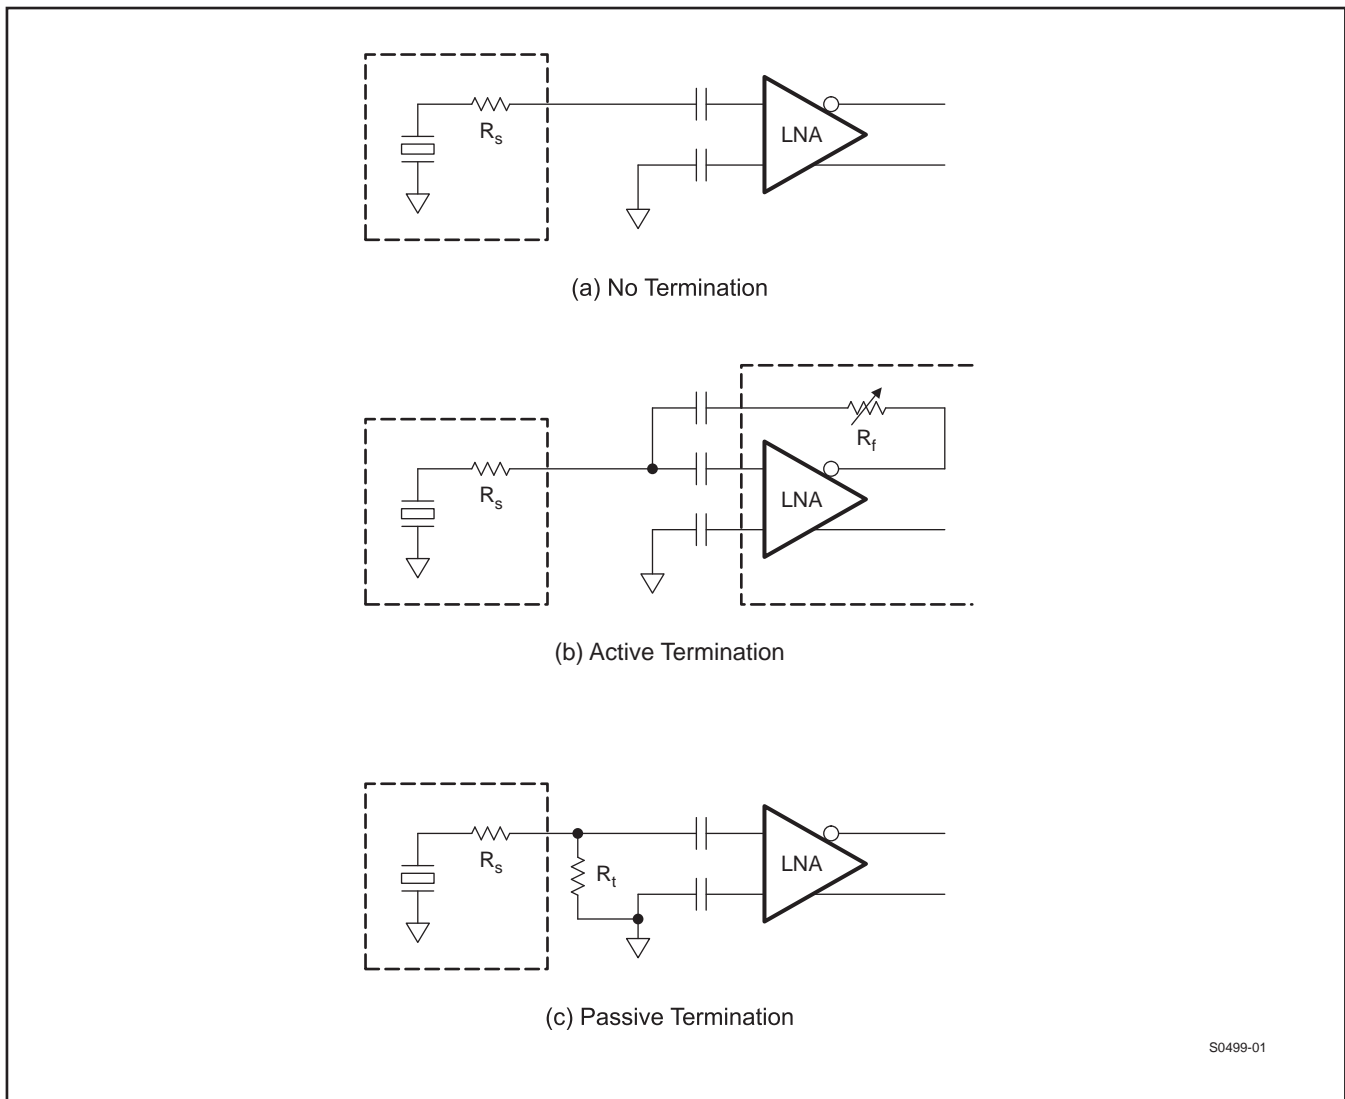 LNA
Rs
(a) No Termination
Rf
LNA
Rs
(b) Active Termination
LNA
Rs
Rt
(c) Passive Termination
S0499-01